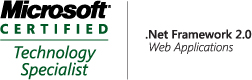 Microsoft
CERTIFIED
Technology
Specialist
.Net Framework 2.0
Web Applications